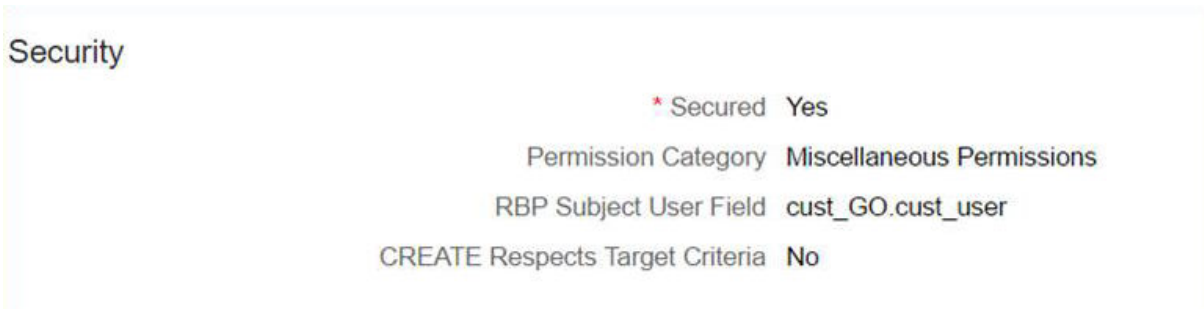 Security
* Secured Yes
Permission Category Miscellaneous Permissions
RBP Subject User Field cust_GO.cust_user
CREATE Respects Target Criteria No